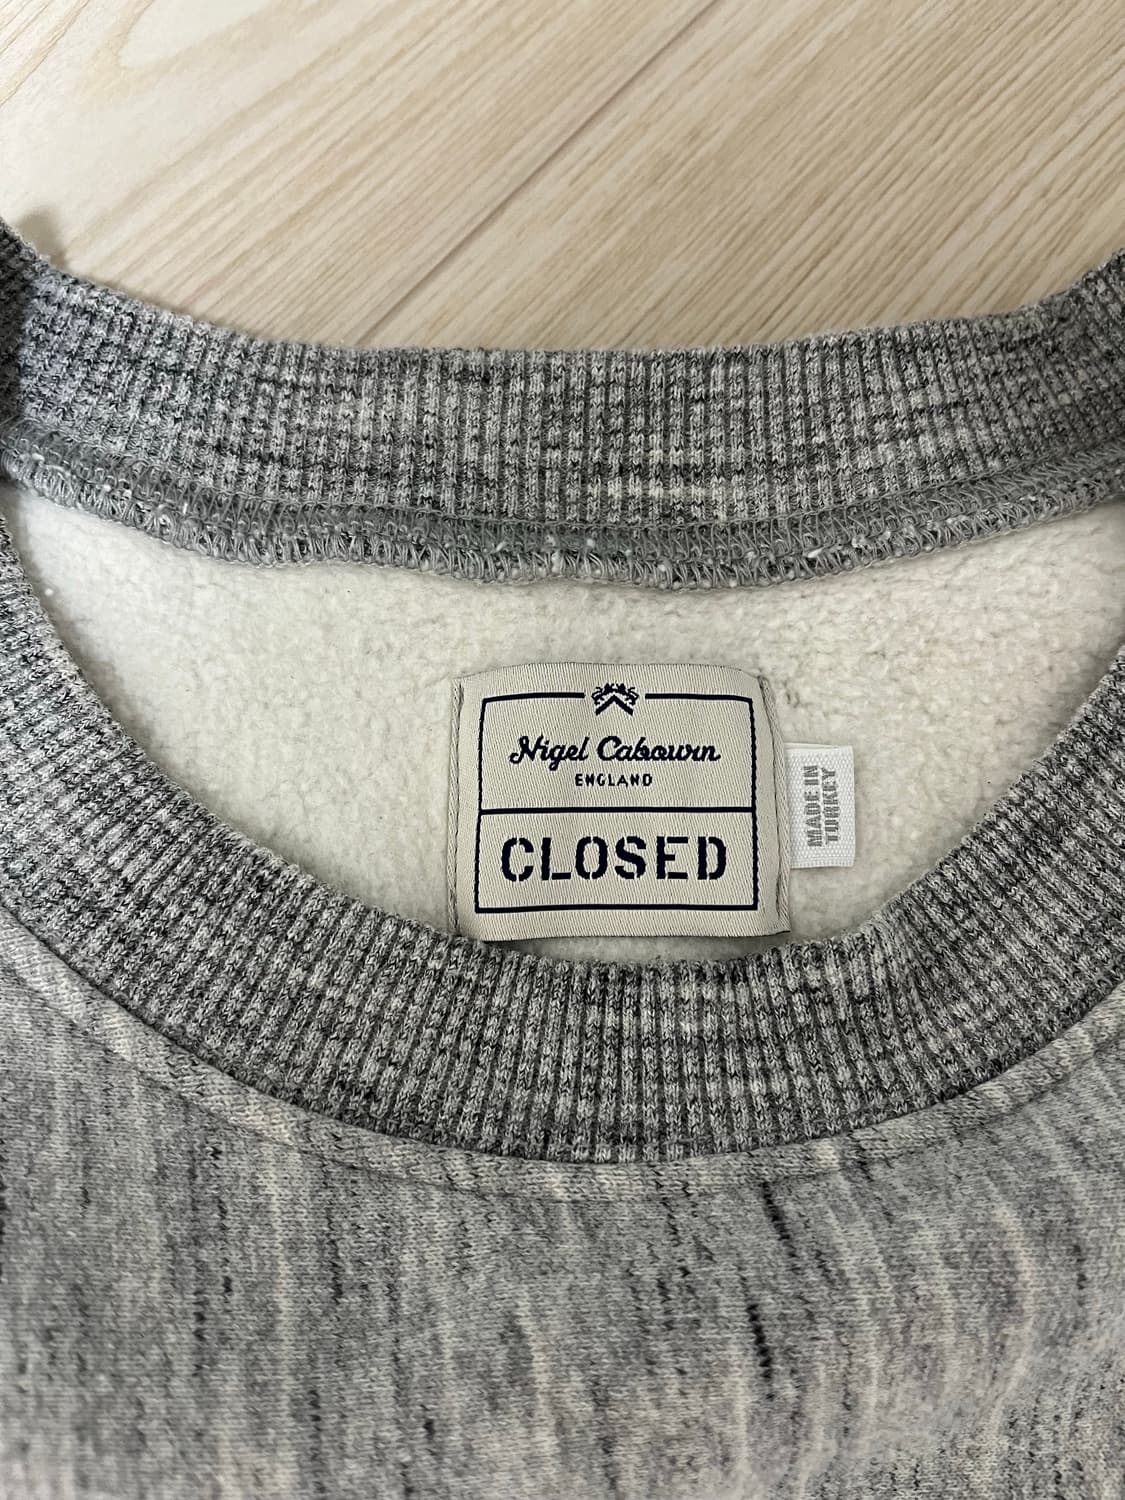 Nigel Cabourn
ENGLAND
CLOSED
MADE IN
TURKEY